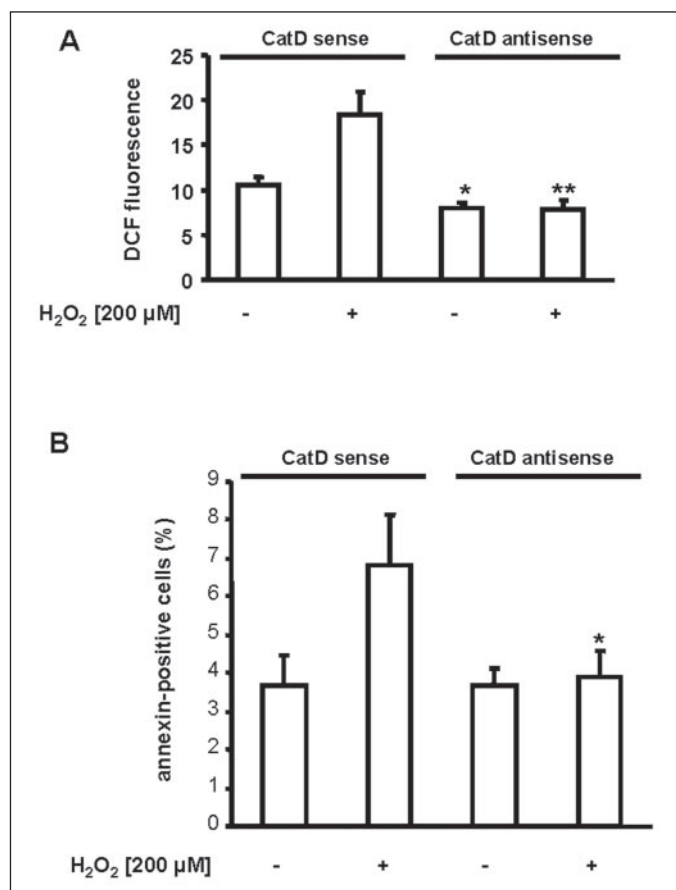 A
CatD sense CatD antisense
DCF fluorescence
25
20
15
10
5
0
* **
H₂O₂ [200 µM] - + - +
B
CatD sense CatD antisense
annexin-positive cells (%)
9
8
7
6
5
4
3
2
1
0
*
H₂O₂ [200 µM] - + - +